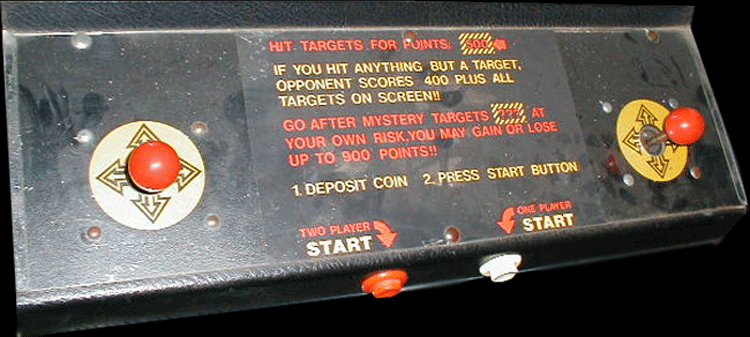 HIT TARGETS FOR POINTS. 500
IF YOU HIT ANYTHING BUT A TARGET,
OPPONENT SCORES 400 PLUS ALL
TARGETS ON SCREEN!!
GO AFTER MYSTERY TARGETS ??? AT
YOUR OWN RISK.YOU MAY GAIN OR LOSE
UP TO 900 POINTS!!
1. DEPOSIT COIN 2. PRESS START BUTTON
TWO PLAYER
START
ONE PLAYER
START